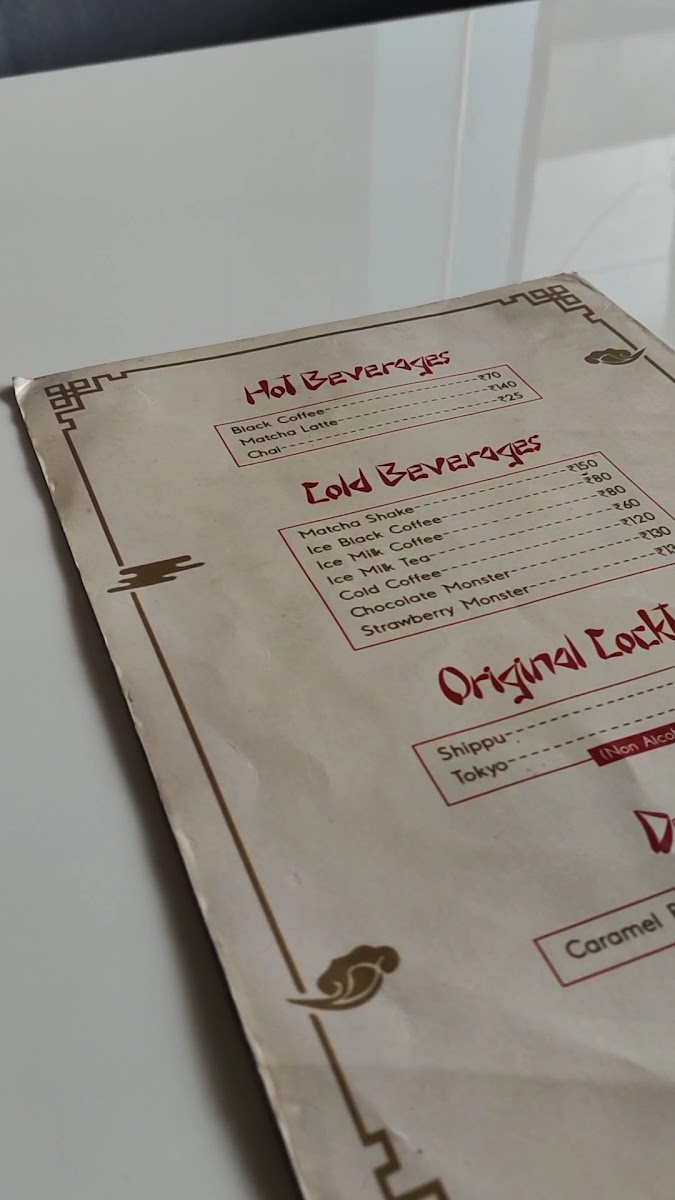 Hot Beverages
Black Coffee------------------------₹70
Matcha Latte------------------------₹140
Chai--------------------------------₹25
Cold Beverages
Matcha Shake------------------------₹150
Ice Black Coffee--------------------₹80
Ice Milk Coffee---------------------₹80
Ice Milk Tea------------------------₹60
Cold Coffee-------------------------₹120
Chocolate Monster-------------------₹130
Strawberry Monster------------------
Original
Shippu------------------------
Tokyo------------------------
(Non
Caramel